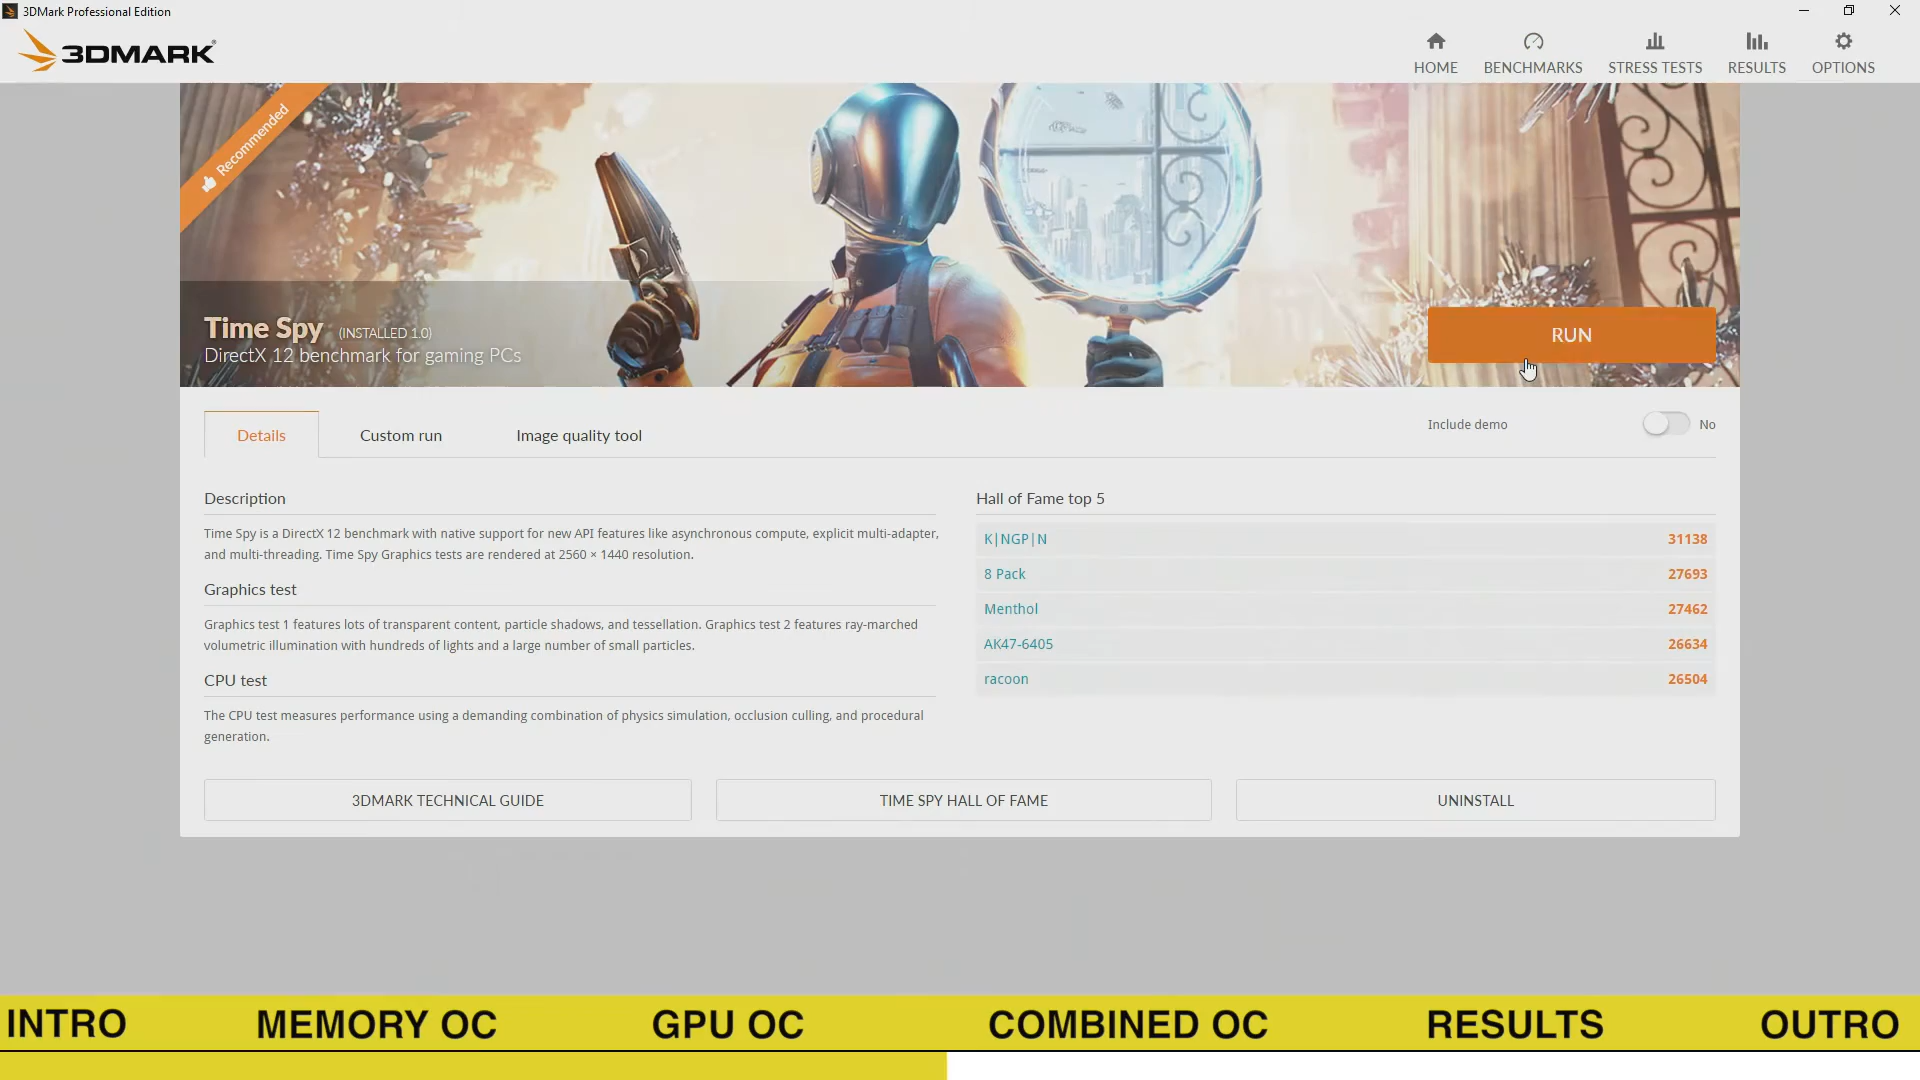 3DMark Professional Edition
3DMARK®
HOME
BENCHMARKS
STRESS TESTS
RESULTS
OPTIONS
Recommended
Time Spy (INSTALLED 1.0)
DirectX 12 benchmark for gaming PCs
RUN
Details
Custom run
Image quality tool
Include demo
No
Description
Time Spy is a DirectX 12 benchmark with native support for new API features like asynchronous compute, explicit multi-adapter,
and multi-threading. Time Spy Graphics tests are rendered at 2560 × 1440 resolution.
Graphics test
Graphics test 1 features lots of transparent content, particle shadows, and tessellation. Graphics test 2 features ray-marched
volumetric illumination with hundreds of lights and a large number of small particles.
CPU test
The CPU test measures performance using a demanding combination of physics simulation, occlusion culling, and procedural
generation.
Hall of Fame top 5
K|NGP|N 31138
8 Pack 27693
Menthol 27462
AK47-6405 26634
racoon 26504
3DMARK TECHNICAL GUIDE
TIME SPY HALL OF FAME
UNINSTALL
INTRO
MEMORY OC
GPU OC
COMBINED OC
RESULTS
OUTRO